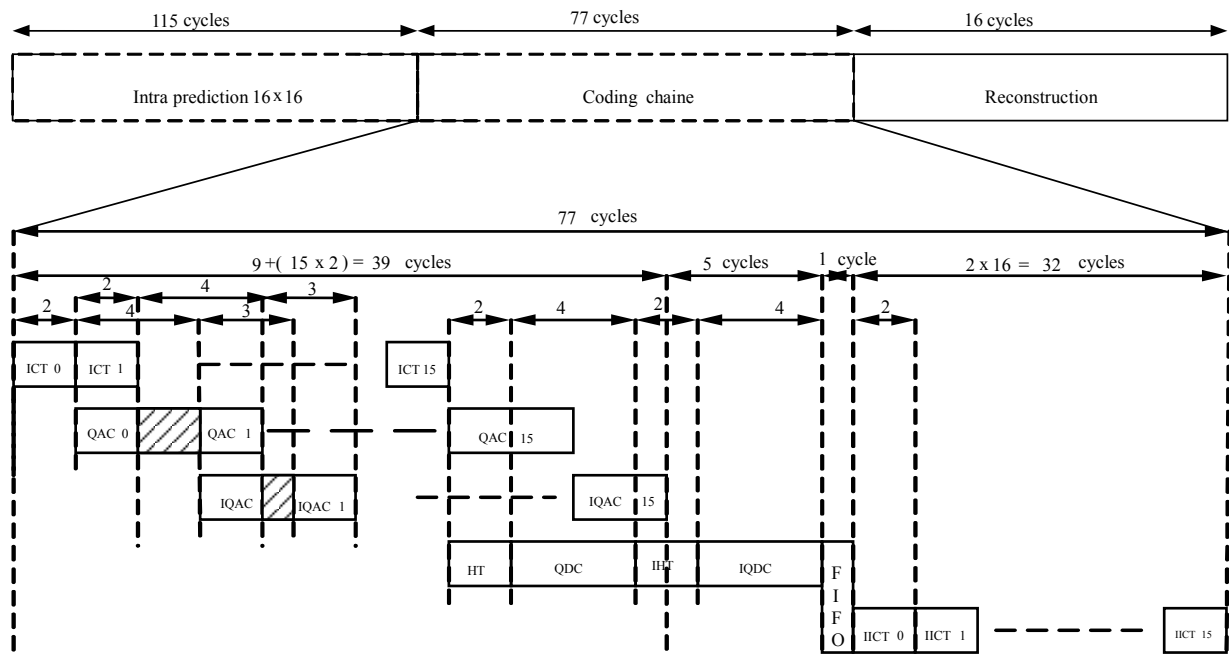 115 cycles 77 cycles 16 cycles
Intra prediction 16 x 16 Coding chaine Reconstruction
77 cycles
9 +( 15 x 2 ) = 39 cycles 5 cycles 1 cycle 2 x 16 = 32 cycles
2 4 3
2 4 3 2 4 2 4 2
ICT 0 ICT 1 ICT 15
QAC 0 QAC 1 QAC 15
IQAC IQAC 1 IQAC 15
HT QDC IHT IQDC FIFO
IICT 0 IICT 1 IICT 15